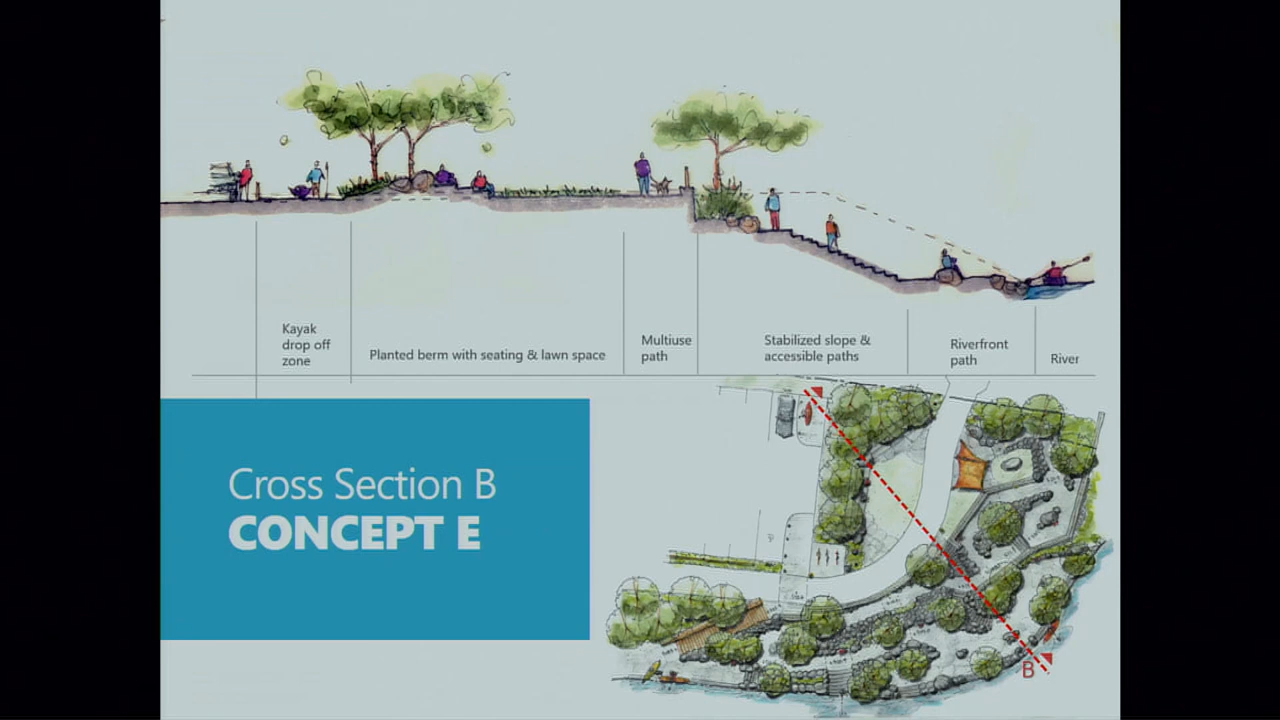 Kayak
drop off
zone
Planted berm with seating & lawn space
Multiuse
path
Stabilized slope &
accessible paths
Riverfront
path
River
Cross Section B
CONCEPT E
B